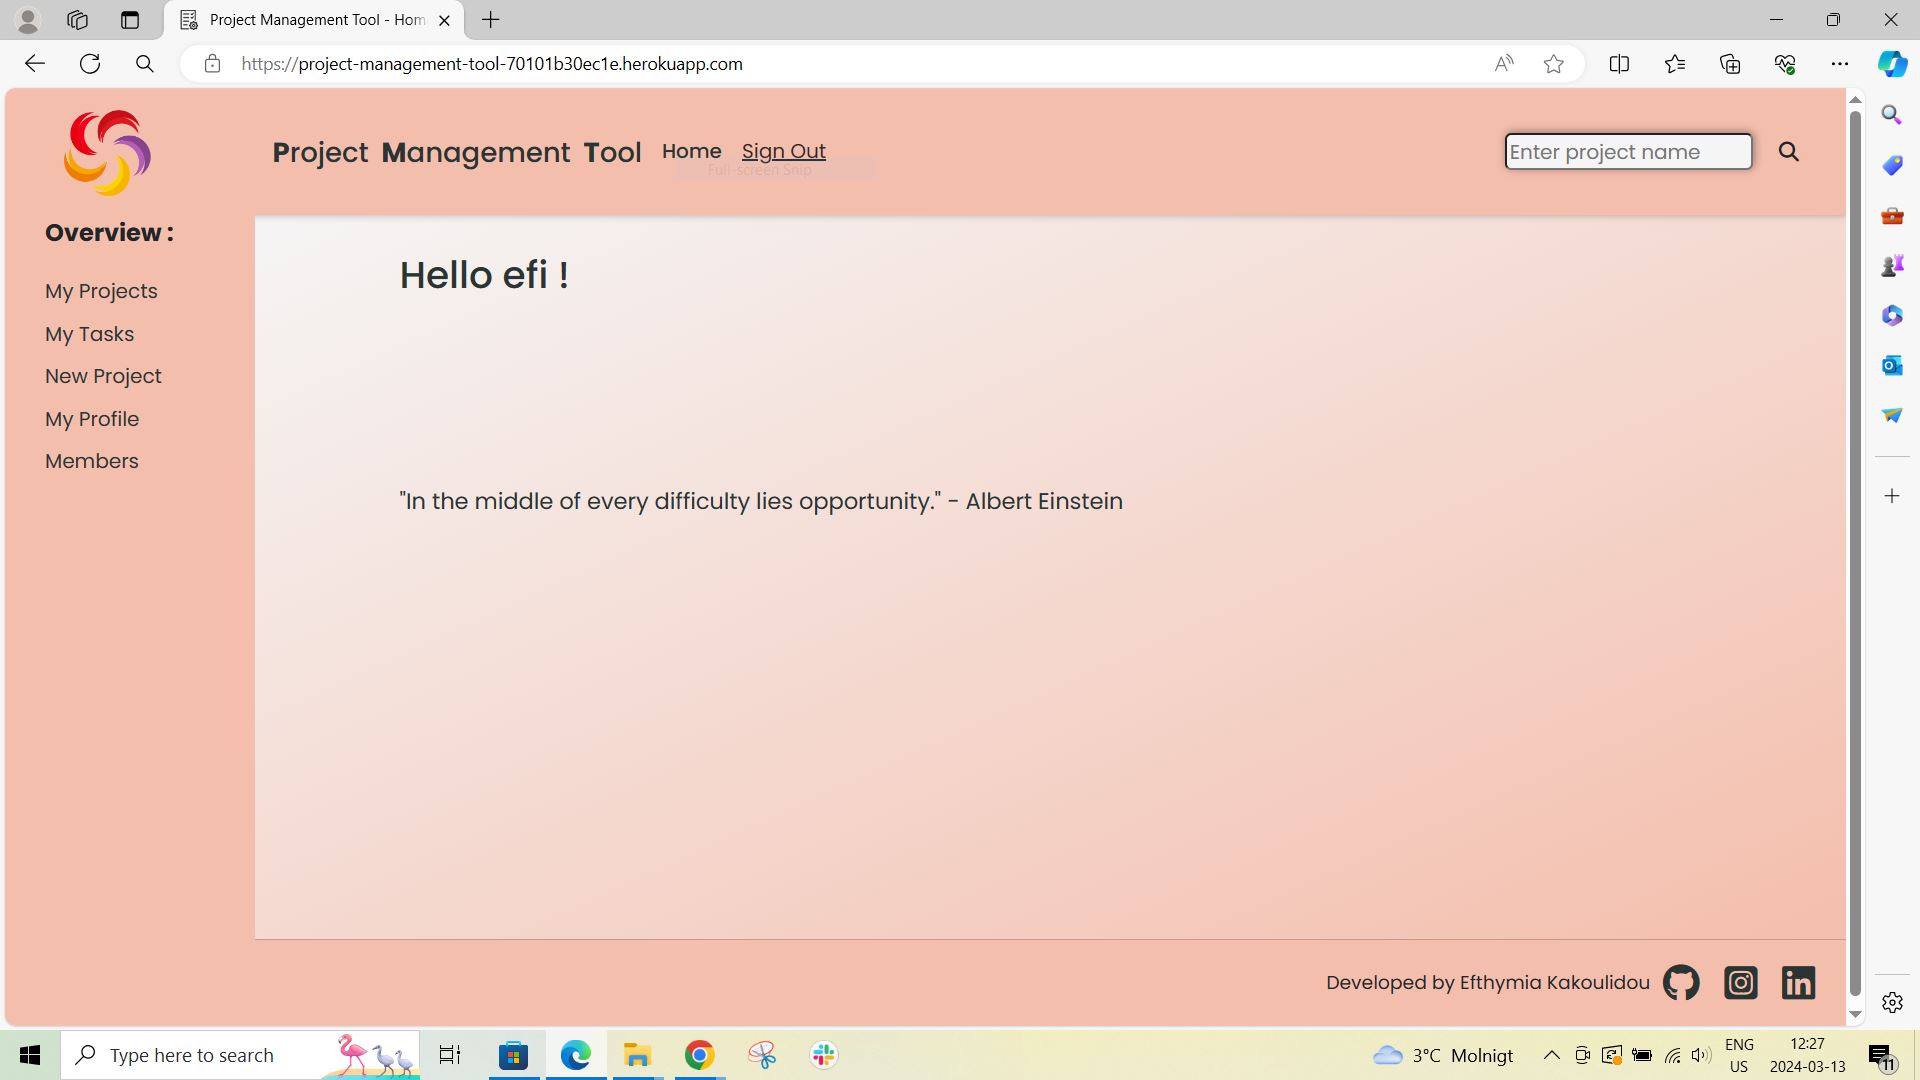 Project Management Tool - Hom
https://project-management-tool-70101b30ec1e.herokuapp.com
Project Management Tool Home Sign Out
Enter project name
Full-screen Snip
Overview :
My Projects
My Tasks
New Project
My Profile
Members
Hello efi !
"In the middle of every difficulty lies opportunity." - Albert Einstein
Developed by Efthymia Kakoulidou
Type here to search
3°C Molnigt
ENG
US
12:27
2024-03-13
11